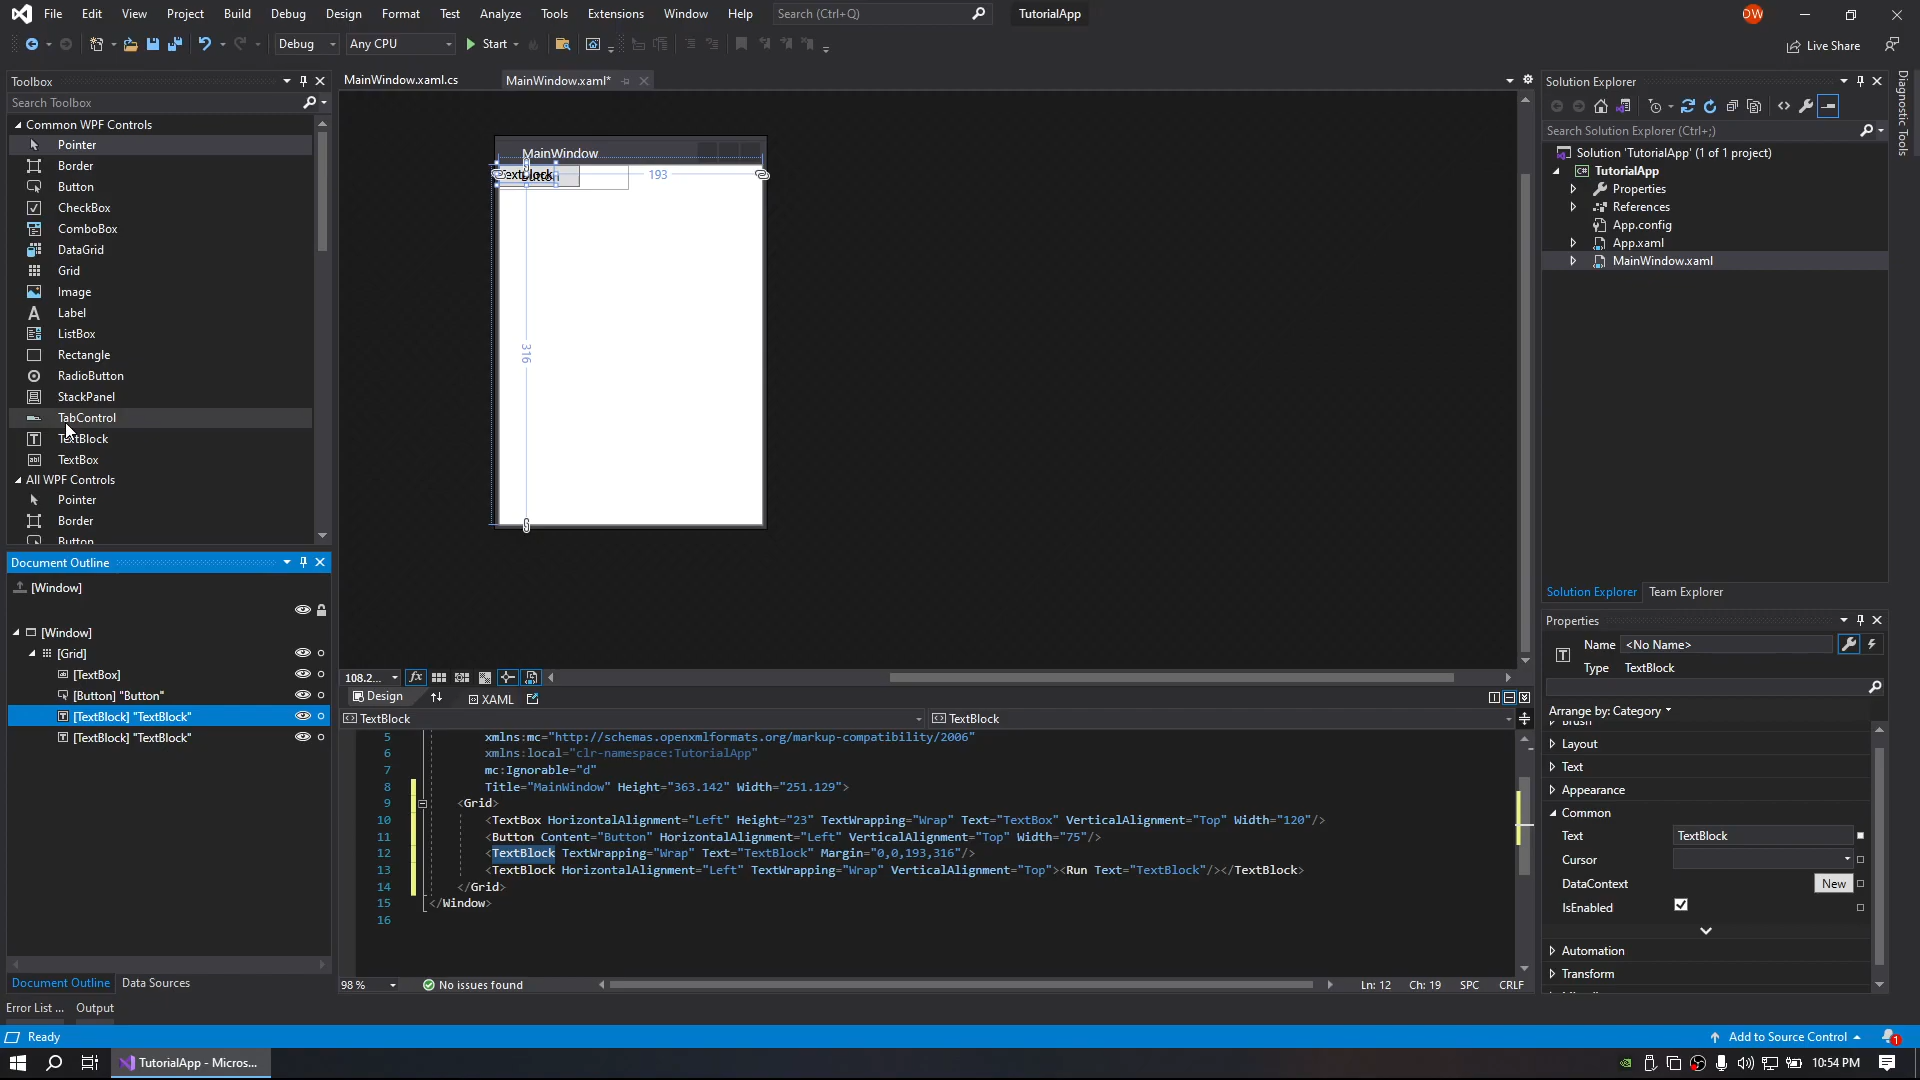 File Edit View Project Build Debug Design Format Test Analyze Tools Extensions Window Help Search (Ctrl+Q) TutorialApp DW
Debug Any CPU Start Live Share
Toolbox
Search Toolbox
Common WPF Controls
Pointer
Border
Button
CheckBox
ComboBox
DataGrid
Grid
Image
Label
ListBox
Rectangle
RadioButton
StackPanel
TabControl
TextBlock
TextBox
All WPF Controls
Pointer
Border
Button
Document Outline
[Window]
[Window]
[Grid]
[TextBox]
[Button] "Button"
[TextBlock] "TextBlock"
[TextBlock] "TextBlock"
Document Outline Data Sources
Error List ... Output
MainWindow.xaml.cs MainWindow.xaml*
MainWindow
193
316
108.2... fx
Design XAML
TextBlock TextBlock
5 xmlns:mc="http://schemas.openxmlformats.org/markup-compatibility/2006"
6 xmlns:local="clr-namespace:TutorialApp"
7 mc:Ignorable="d"
8 Title="MainWindow" Height="363.142" Width="251.129">
9 <Grid>
10 <TextBox HorizontalAlignment="Left" Height="23" TextWrapping="Wrap" Text="TextBox" VerticalAlignment="Top" Width="120"/>
11 <Button Content="Button" HorizontalAlignment="Left" VerticalAlignment="Top" Width="75"/>
12 <TextBlock TextWrapping="Wrap" Text="TextBlock" Margin="0,0,193,316"/>
13 <TextBlock HorizontalAlignment="Left" TextWrapping="Wrap" VerticalAlignment="Top"><Run Text="TextBlock"/></TextBlock>
14 </Grid>
15 </Window>
16
98 % No issues found Ln: 12 Ch: 19 SPC CRLF
Solution Explorer
Search Solution Explorer (Ctrl+;)
Solution 'TutorialApp' (1 of 1 project)
TutorialApp
Properties
References
App.config
App.xaml
MainWindow.xaml
Solution Explorer Team Explorer
Diagnostic Tools
Properties
Name <No Name>
Type TextBlock
Arrange by: Category
Brush
Layout
Text
Appearance
Common
Text TextBlock
Cursor
DataContext New
IsEnabled
Automation
Transform
Ready Add to Source Control 1
TutorialApp - Micros... 10:54 PM